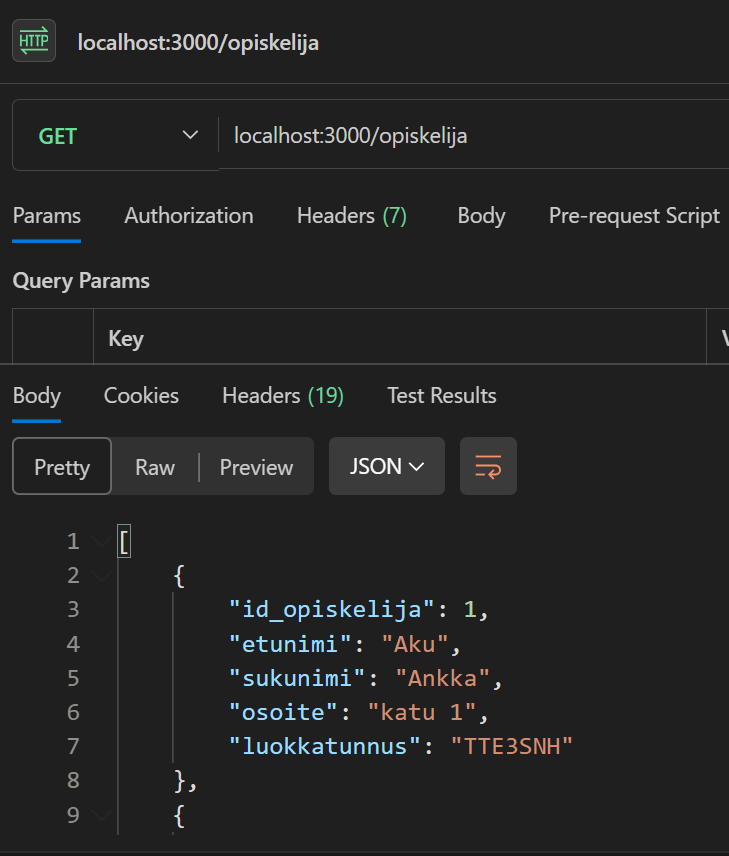 HTTP localhost:3000/opiskelija
GET localhost:3000/opiskelija
Params Authorization Headers (7) Body Pre-request Script
Query Params
Key
Body Cookies Headers (19) Test Results
Pretty Raw Preview JSON
1 [
2 {
3 "id_opiskelija": 1,
4 "etunimi": "Aku",
5 "sukunimi": "Ankka",
6 "osoite": "katu 1",
7 "luokkatunnus": "TTE3SNH"
8 },
9 {